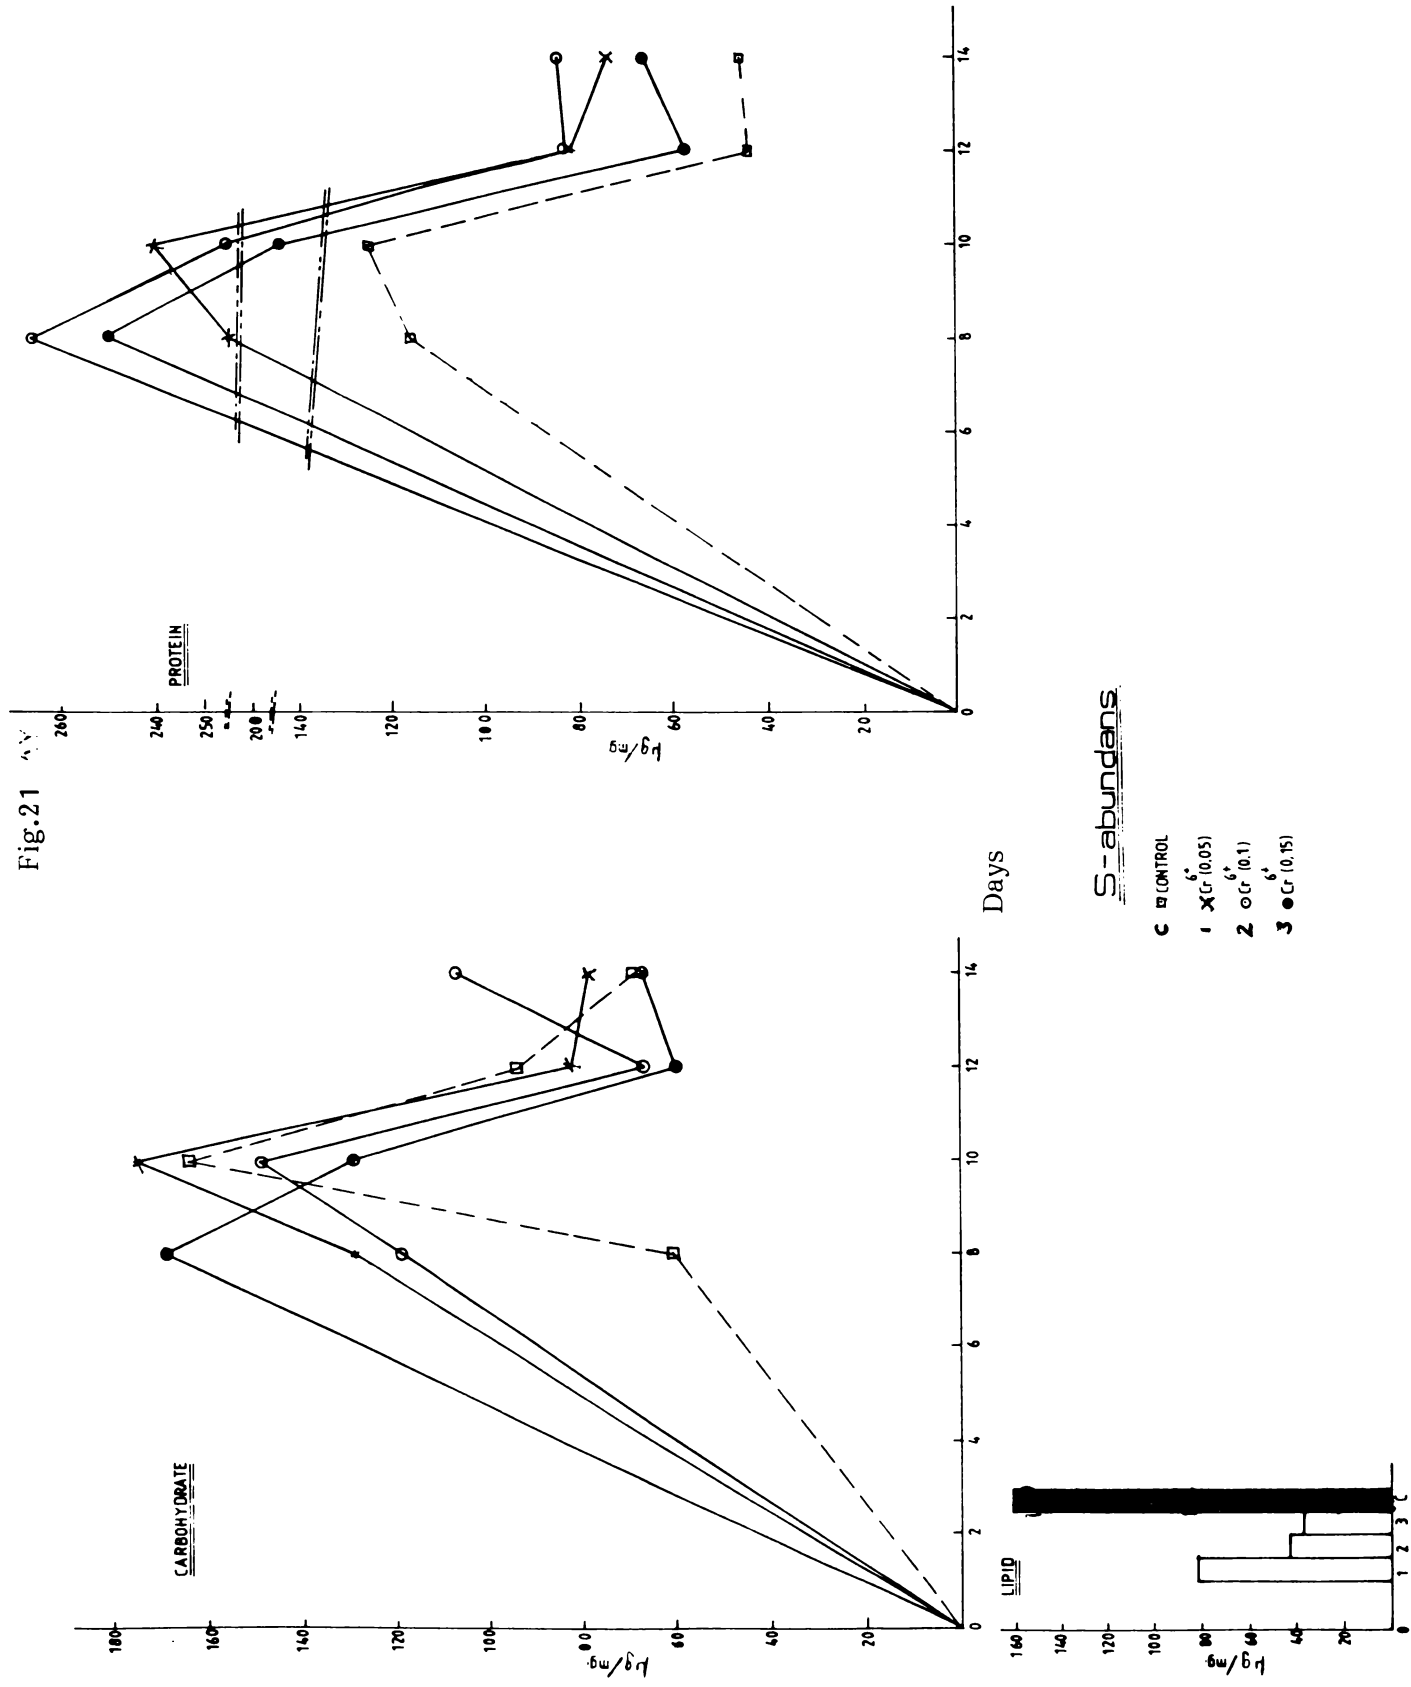 Fig.21
CARBOHYDRATE
180
160
140
120
100
80
60
40
20
µg/mg.
0 2 4 6 8 10 12 14
PROTEIN
260
240
250
200
140
120
100
80
60
40
20
µg/mg
0 2 4 6 8 10 12 14
Days
LIPID
160
140
120
100
80
60
40
20
µg/mg.
0 1 2 3 C
S-abundans
C CONTROL
1 Cr⁶⁺(0.05)
2 Cr⁶⁺(0.1)
3 Cr⁶⁺(0.15)